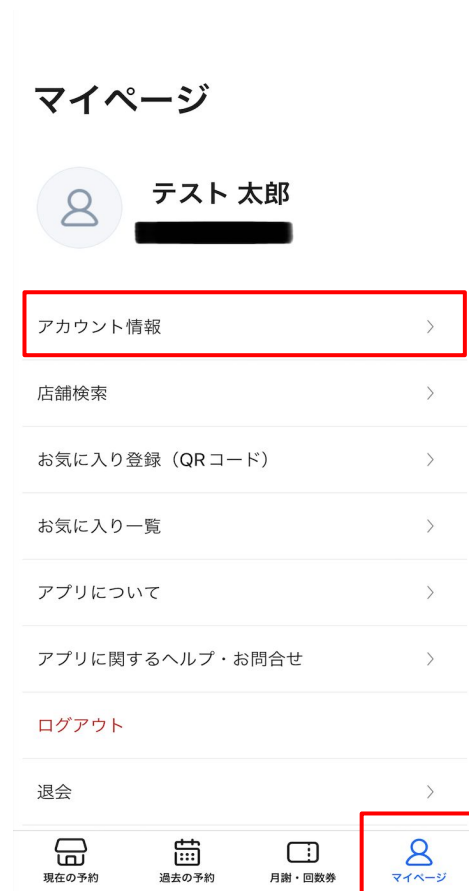 マイページ
テスト 太郎
アカウント情報
店舗検索
お気に入り登録（QRコード）
お気に入り一覧
アプリについて
アプリに関するヘルプ・お問合せ
ログアウト
退会
現在の予約
過去の予約
月謝・回数券
マイページ